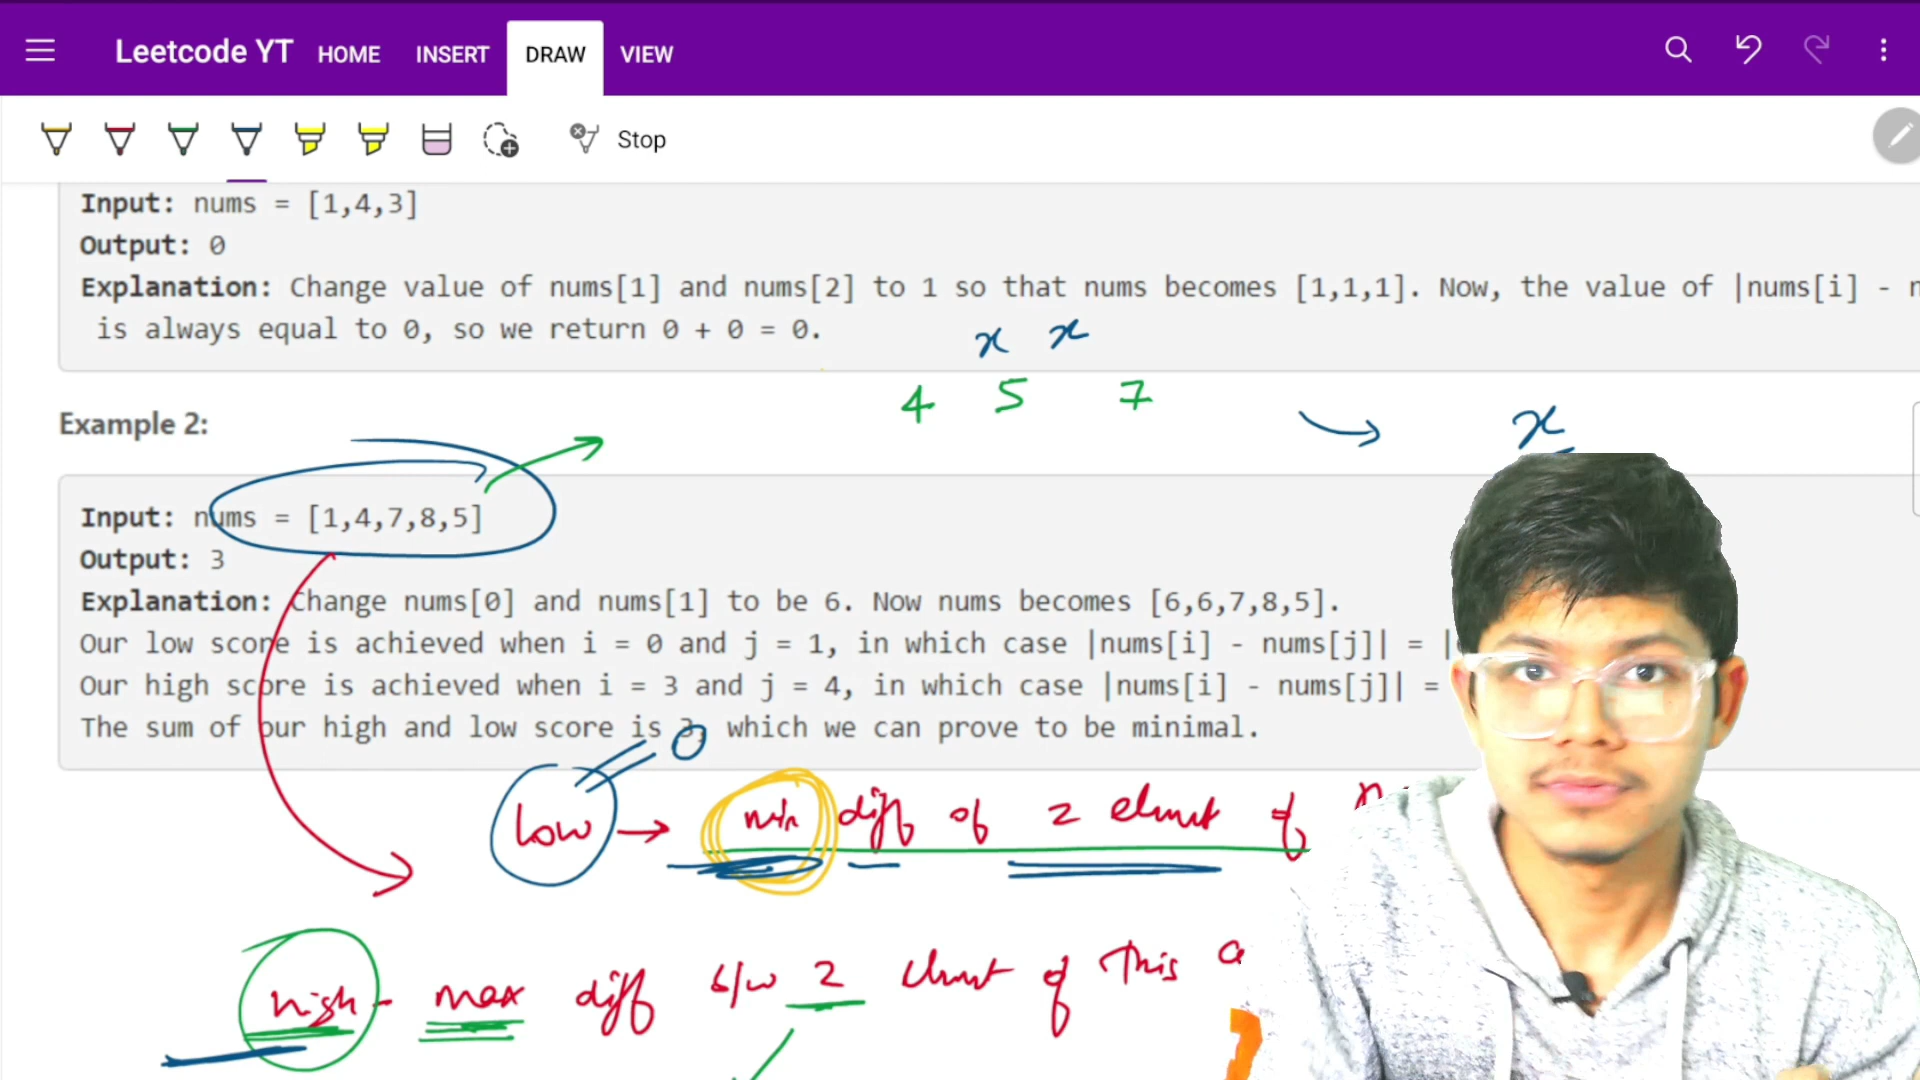 Leetcode YT HOME INSERT DRAW VIEW
Stop
Input: nums = [1,4,3]
Output: 0
Explanation: Change value of nums[1] and nums[2] to 1 so that nums becomes [1,1,1]. Now, the value of |nums[i] - n
is always equal to 0, so we return 0 + 0 = 0.
x x
4 5 7
x
Example 2:
Input: nums = [1,4,7,8,5]
Output: 3
Explanation: Change nums[0] and nums[1] to be 6. Now nums becomes [6,6,7,8,5].
Our low score is achieved when i = 0 and j = 1, in which case |nums[i] - nums[j]| = |
Our high score is achieved when i = 3 and j = 4, in which case |nums[i] - nums[j]| =
The sum of our high and low score is 3, which we can prove to be minimal.
= 0
low → min diff of 2 elmnt of
high - max diff b/w 2 elmnt of this a